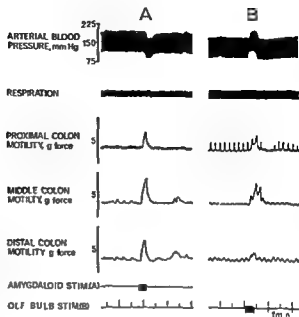 A B
ARTERIAL BLOOD
PRESSURE, mm Hg
225
150
75
RESPIRATION
PROXIMAL COLON
MOTILITY, g force
5
MIDDLE COLON
MOTILITY, g force
5
DISTAL COLON
MOTILITY g force
5
AMYGDALOID STIM(A)
OLF BULB STIM(B)